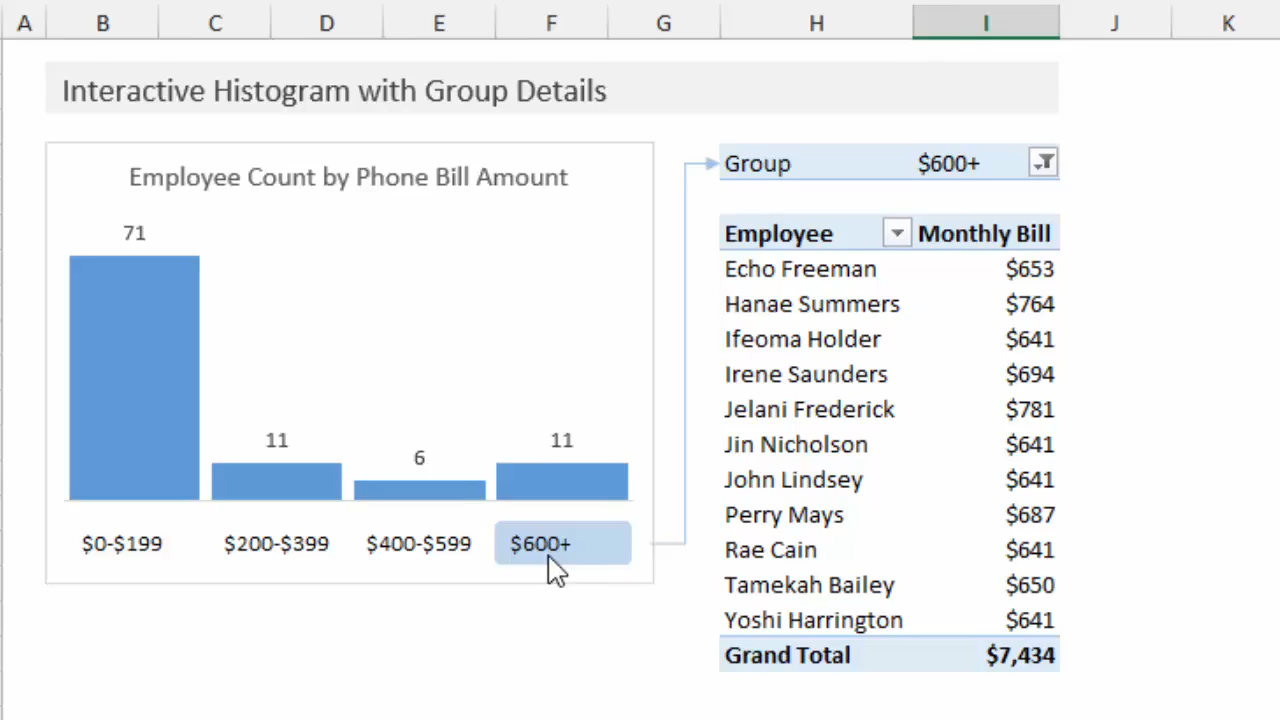 A B C D E F G H I J K
Interactive Histogram with Group Details
Employee Count by Phone Bill Amount
71
11
6
11
$0-$199 $200-$399 $400-$599 $600+
Group $600+
Employee Monthly Bill
Echo Freeman $653
Hanae Summers $764
Ifeoma Holder $641
Irene Saunders $694
Jelani Frederick $781
Jin Nicholson $641
John Lindsey $641
Perry Mays $687
Rae Cain $641
Tamekah Bailey $650
Yoshi Harrington $641
Grand Total $7,434